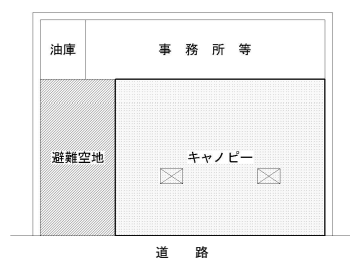 油庫
事務所等
避難空地
キャノピー
道路